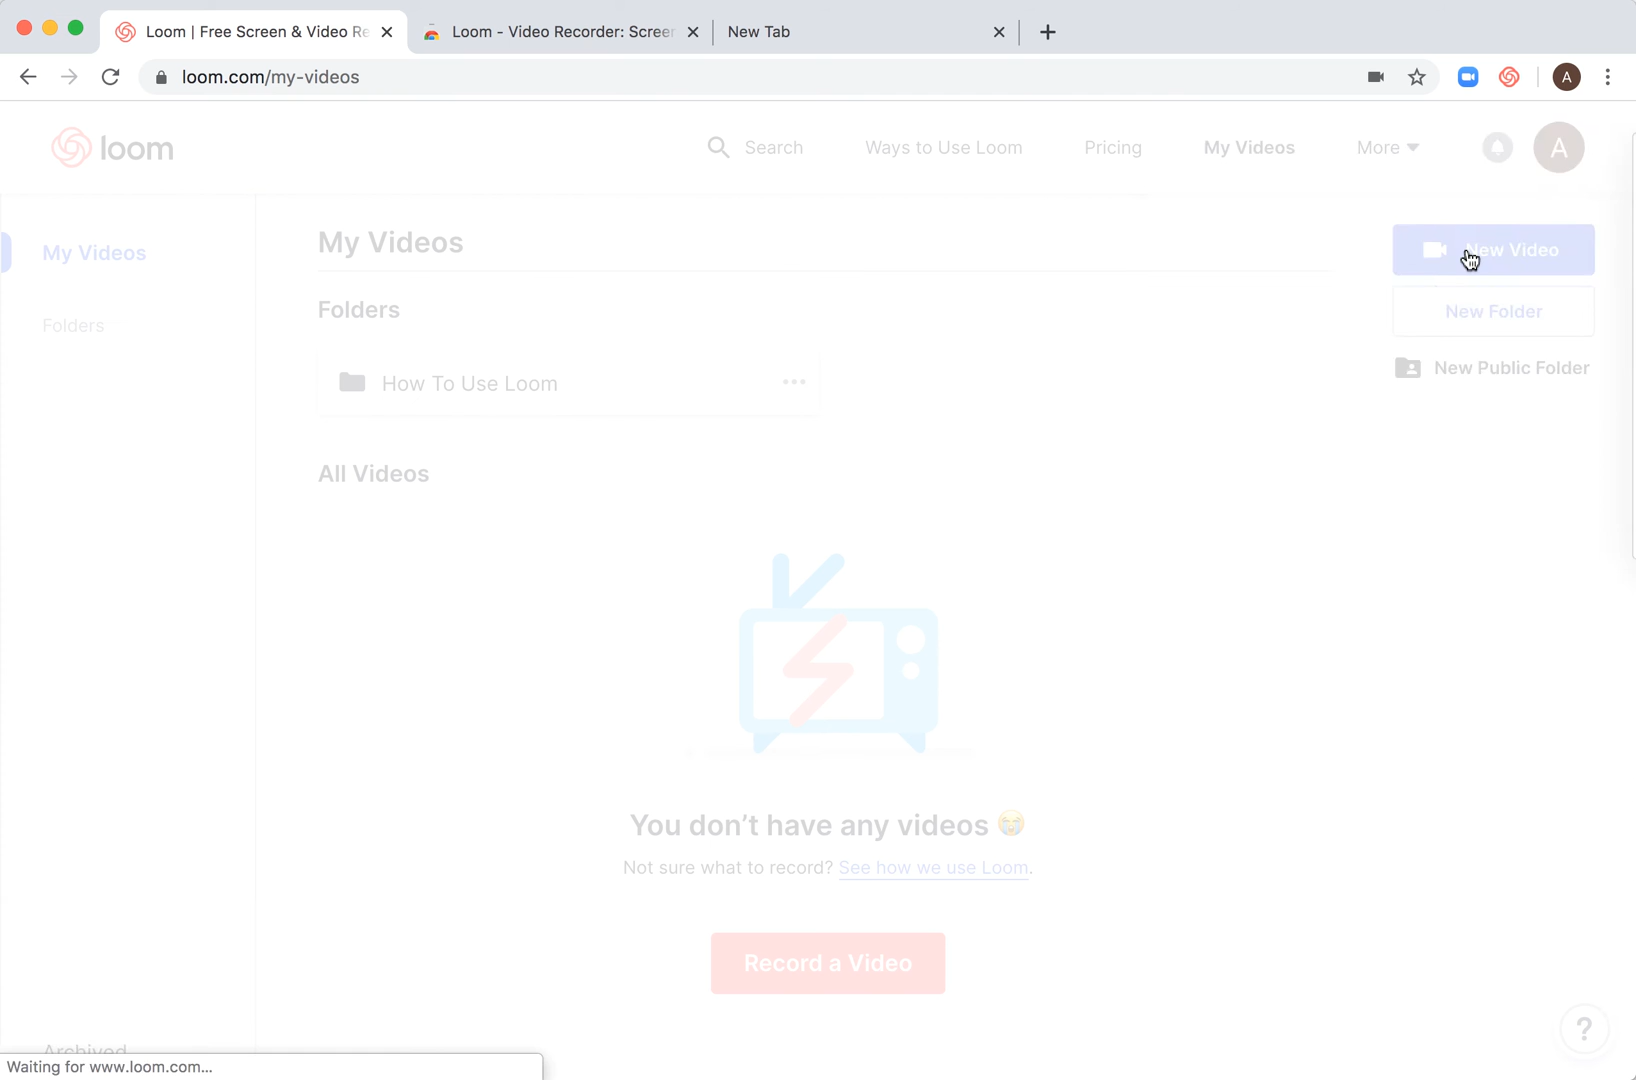 Loom | Free Screen & Video Re
Loom - Video Recorder: Screen
New Tab
loom.com/my-videos
A
loom
Search
Ways to Use Loom
Pricing
My Videos
More
A
My Videos
Folders
My Videos
New Video
New Folder
New Public Folder
Folders
How To Use Loom
All Videos
You don’t have any videos 😭
Not sure what to record? See how we use Loom.
Record a Video
?
Archived
Waiting for www.loom.com...